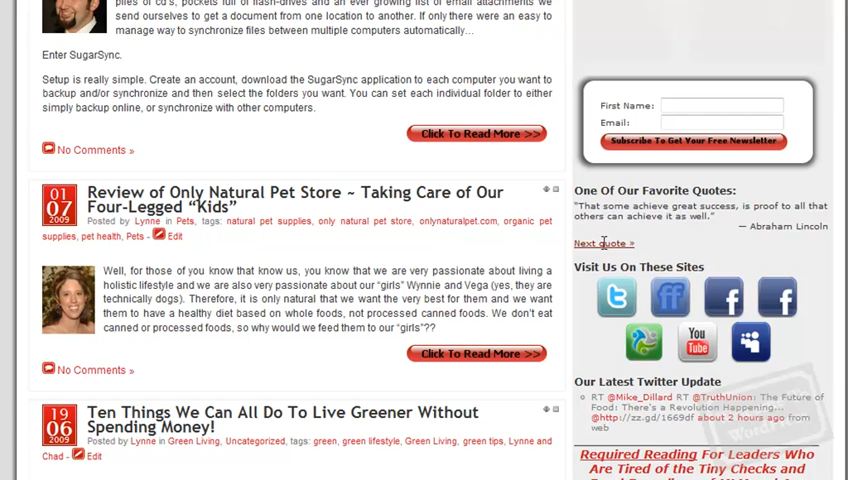 piles of cd's, pockets full of flash-drives and an ever growing list of email attachments we
send ourselves to get a document from one location to another. If only there were an easy to
manage way to synchronize files between multiple computers automatically...
Enter SugarSync.
Setup is really simple. Create an account, download the SugarSync application to each computer you want to
backup and/or synchronize and then select the folders you want. You can set each individual folder to either
simply backup online, or synchronize with other computers.
Click To Read More >>
No Comments »
01
07
2009
Review of Only Natural Pet Store ~ Taking Care of Our
Four-Legged "Kids"
Posted by Lynne in Pets, tags: natural pet supplies, only natural pet store, onlynaturalpet.com, organic pet
supplies, pet health, Pets - Edit
Well, for those of you know that know us, you know that we are very passionate about living a
holistic lifestyle and we are also very passionate about our "girls" Wynnie and Vega (yes, they are
technically dogs). Therefore, it is only natural that we want the very best for them and we want
them to have a healthy diet based on whole foods, not processed canned foods. We don't eat
canned or processed foods, so why would we feed them to our "girls"??
Click To Read More >>
No Comments »
19
06
2009
Ten Things We Can All Do To Live Greener Without
Spending Money!
Posted by Lynne in Green Living, Uncategorized, tags: green, green lifestyle, Green Living, green tips, Lynne and
Chad - Edit
First Name:
Email:
Subscribe To Get Your Free Newsletter
One Of Our Favorite Quotes:
"That some achieve great success, is proof to all that
others can achieve it as well."
— Abraham Lincoln
Next quote »
Visit Us On These Sites
t
ff
f
f
You
Tube
Our Latest Twitter Update
RT @Mike_Dillard RT @TruthUnion: The Future of
Food: There's a Revolution Happening...
@http://zz.gd/1669df about 2 hours ago from
web
Required Reading For Leaders Who
Are Tired of the Tiny Checks and